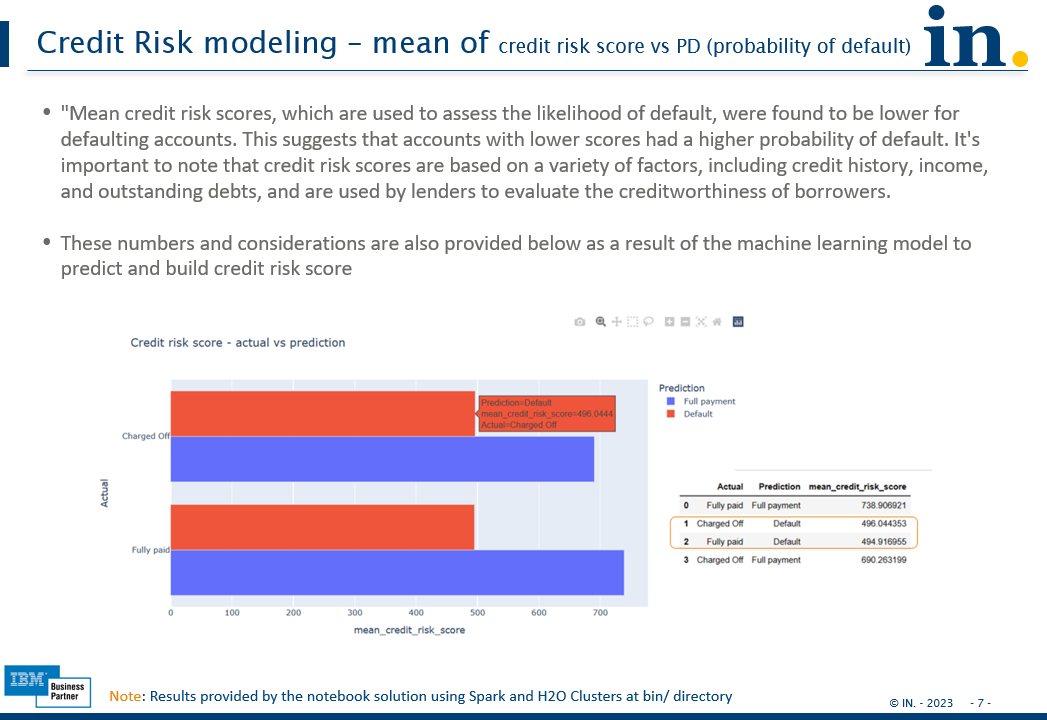 Credit Risk modeling – mean of credit risk score vs PD (probability of default)
in.
• "Mean credit risk scores, which are used to assess the likelihood of default, were found to be lower for
defaulting accounts. This suggests that accounts with lower scores had a higher probability of default. It's
important to note that credit risk scores are based on a variety of factors, including credit history, income,
and outstanding debts, and are used by lenders to evaluate the creditworthiness of borrowers.
• These numbers and considerations are also provided below as a result of the machine learning model to
predict and build credit risk score
Credit risk score - actual vs prediction
Prediction
Full payment
Default
Prediction=Default
mean_credit_risk_score=496.0444
Actual=Charged Off
Charged Off
Fully paid
Actual
0 100 200 300 400 500 600 700
mean_credit_risk_score
Actual Prediction mean_credit_risk_score
0 Fully paid Full payment 738.906921
1 Charged Off Default 496.044353
2 Fully paid Default 494.916955
3 Charged Off Full payment 690.263199
IBM
Business
Partner
Note: Results provided by the notebook solution using Spark and H2O Clusters at bin/ directory
© IN. - 2023 - 7 -